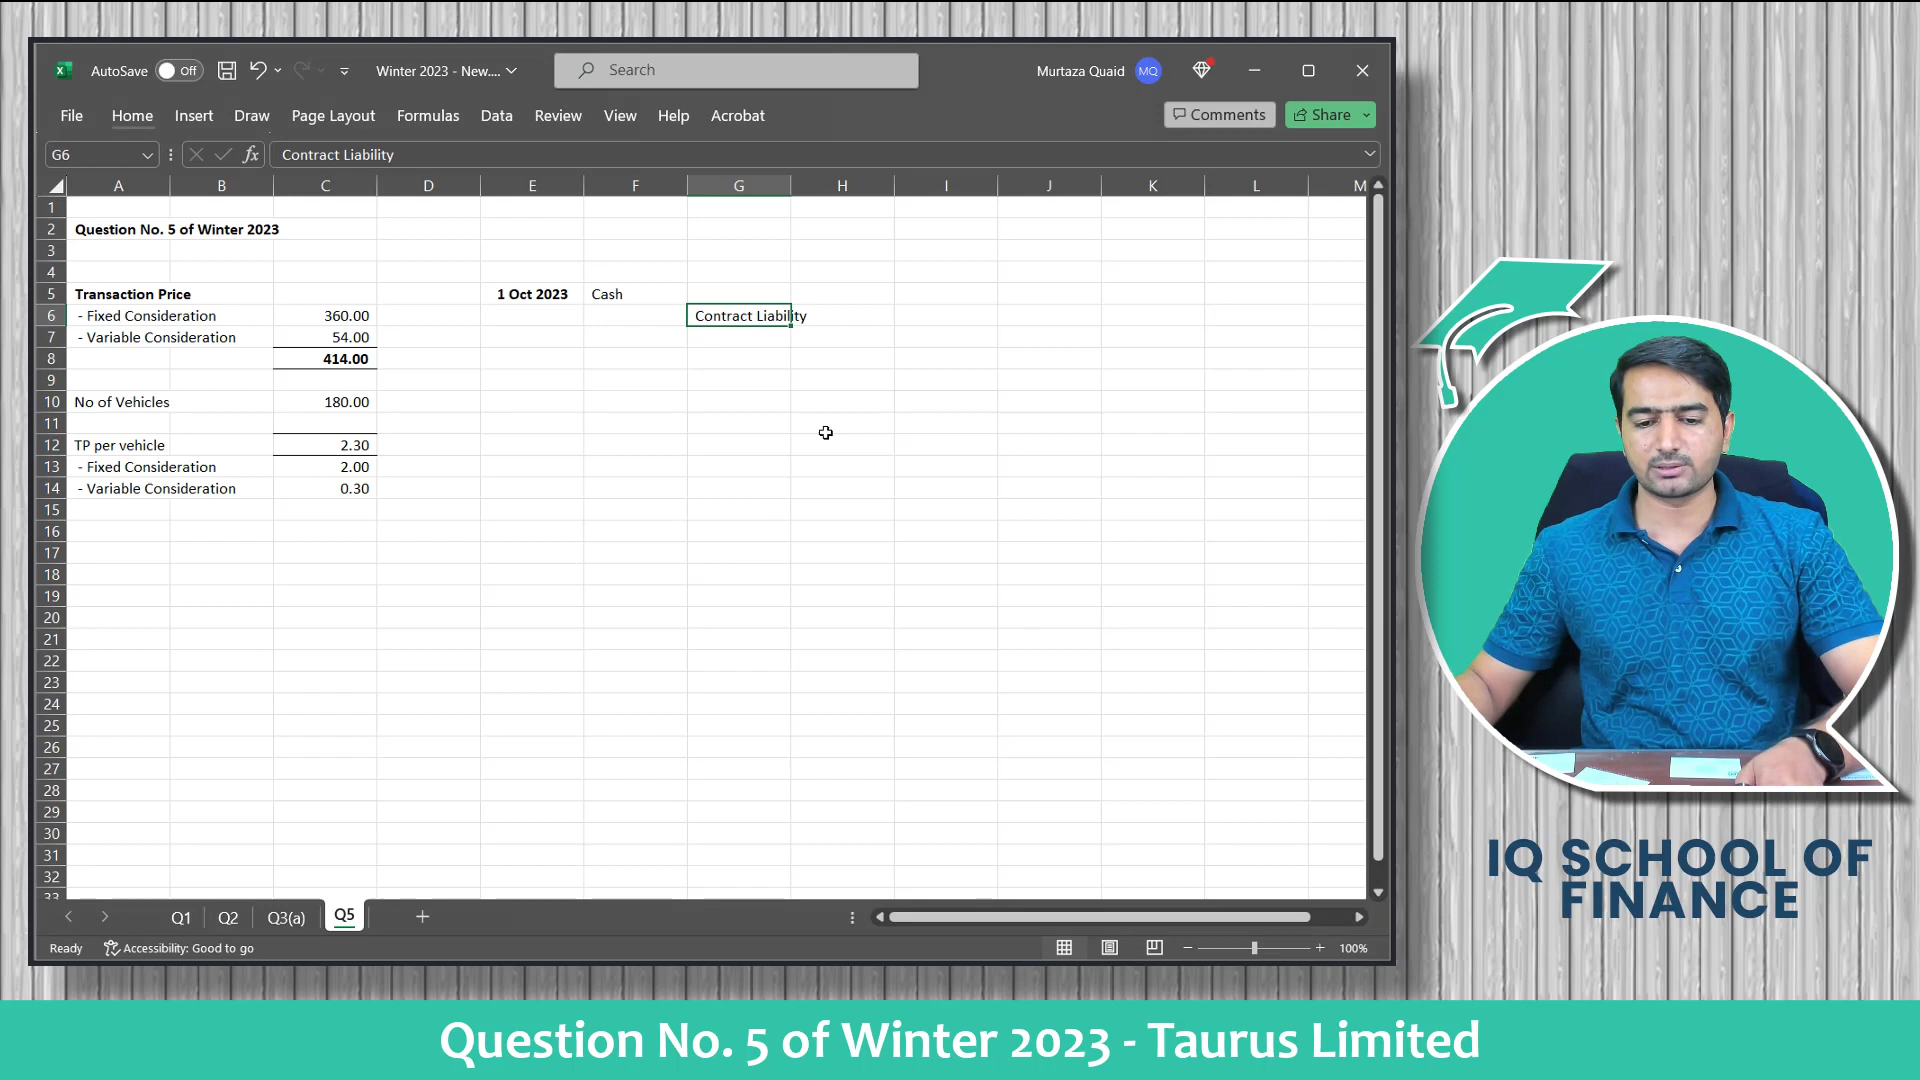 AutoSave Off Winter 2023 - New.... Search Murtaza Quaid MQ
File Home Insert Draw Page Layout Formulas Data Review View Help Acrobat Comments Share
G6 fx Contract Liability
A B C D E F G H I J K L M
1
2 Question No. 5 of Winter 2023
3
4
5 Transaction Price 1 Oct 2023 Cash
6 - Fixed Consideration 360.00 Contract Liability
7 - Variable Consideration 54.00
8 414.00
9
10 No of Vehicles 180.00
11
12 TP per vehicle 2.30
13 - Fixed Consideration 2.00
14 - Variable Consideration 0.30
15
16
17
18
19
20
21
22
23
24
25
26
27
28
29
30
31
32
33
Q1 Q2 Q3(a) Q5
Ready Accessibility: Good to go 100%
IQ SCHOOL OF
FINANCE
Question No. 5 of Winter 2023 - Taurus Limited